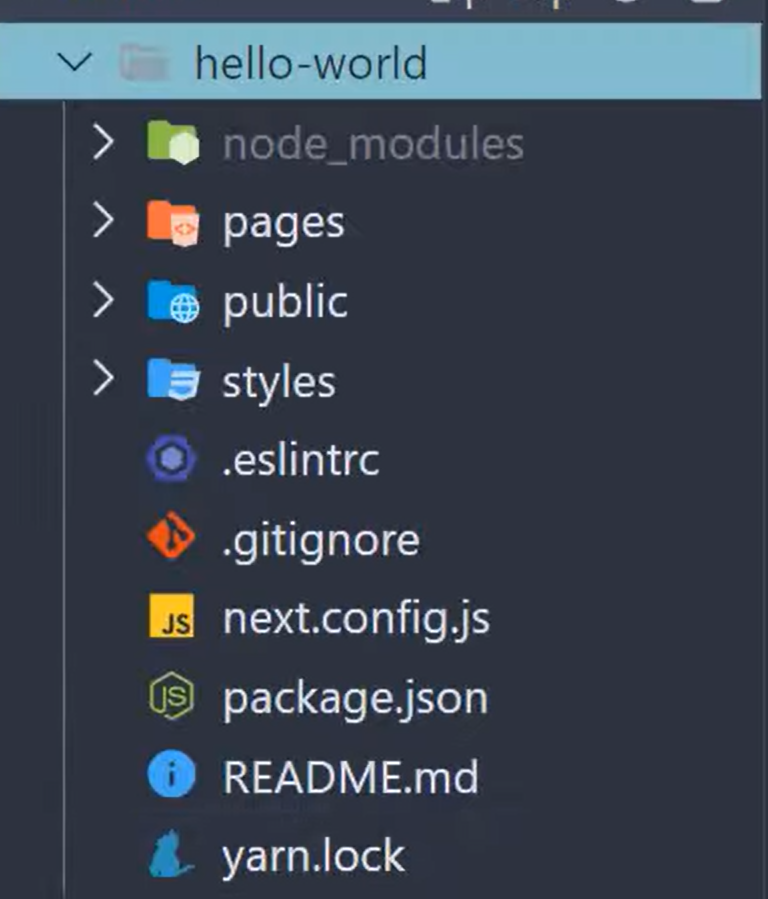 hello-world
node_modules
pages
public
styles
.eslintrc
.gitignore
next.config.js
package.json
README.md
yarn.lock